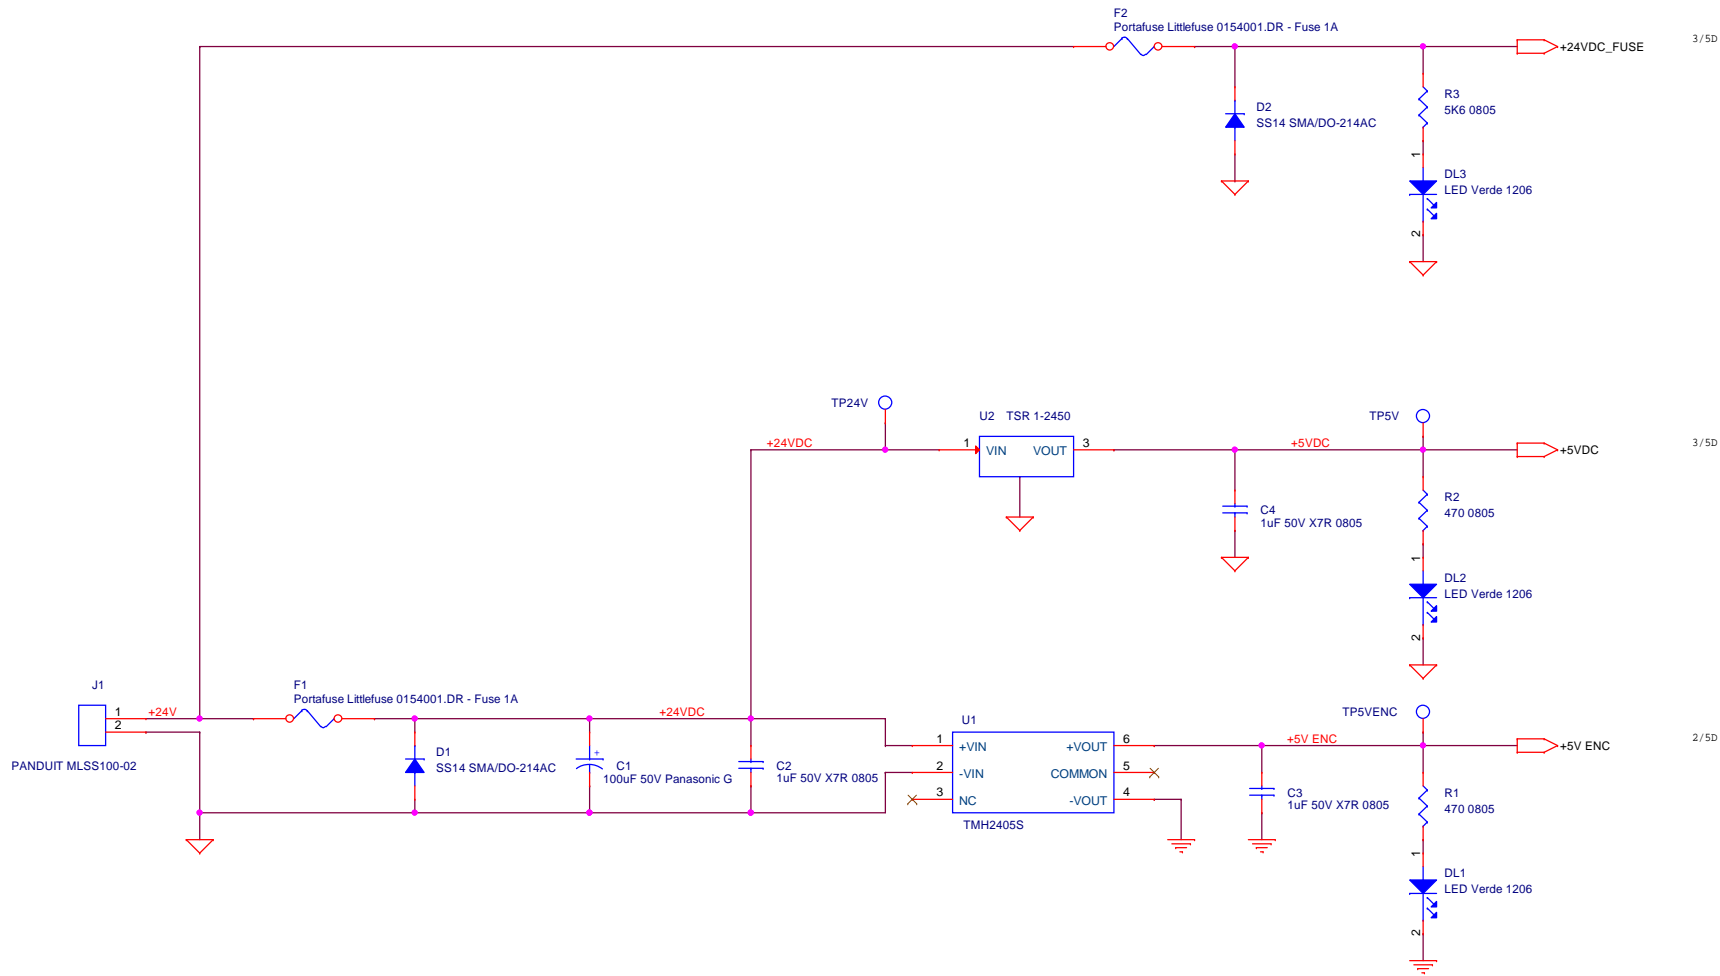 F2
Portafuse Littlefuse 0154001.DR - Fuse 1A
+24VDC_FUSE
3/5D
D2
SS14 SMA/DO-214AC
R3
5K6 0805
1
DL3
LED Verde 1206
2
TP24V
+24VDC
U2 TSR 1-2450
1 VIN VOUT 3
+5VDC
TP5V
+5VDC
3/5D
C4
1uF 50V X7R 0805
R2
470 0805
1
DL2
LED Verde 1206
2
J1
1
2
+24V
PANDUIT MLSS100-02
F1
Portafuse Littlefuse 0154001.DR - Fuse 1A
+24VDC
D1
SS14 SMA/DO-214AC
+
C1
100uF 50V Panasonic G
C2
1uF 50V X7R 0805
U1
1 +VIN +VOUT 6
2 -VIN COMMON 5
3 NC -VOUT 4
TMH2405S
+5V ENC
TP5VENC
+5V ENC
2/5D
C3
1uF 50V X7R 0805
R1
470 0805
1
DL1
LED Verde 1206
2